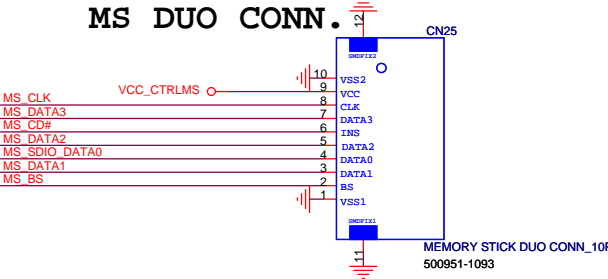 MS DUO CONN.
12
CN25
SMDFIX2
10
VSS2
VCC_CTRLMS
9
VCC
MS_CLK
8
CLK
MS_DATA3
7
DATA3
MS_CD#
6
INS
MS_DATA2
5
DATA2
MS_SDIO_DATA0
4
DATA0
MS_DATA1
3
DATA1
MS_BS
2
BS
1
VSS1
SMDFIX1
11
MEMORY STICK DUO CONN_10P
500951-1093